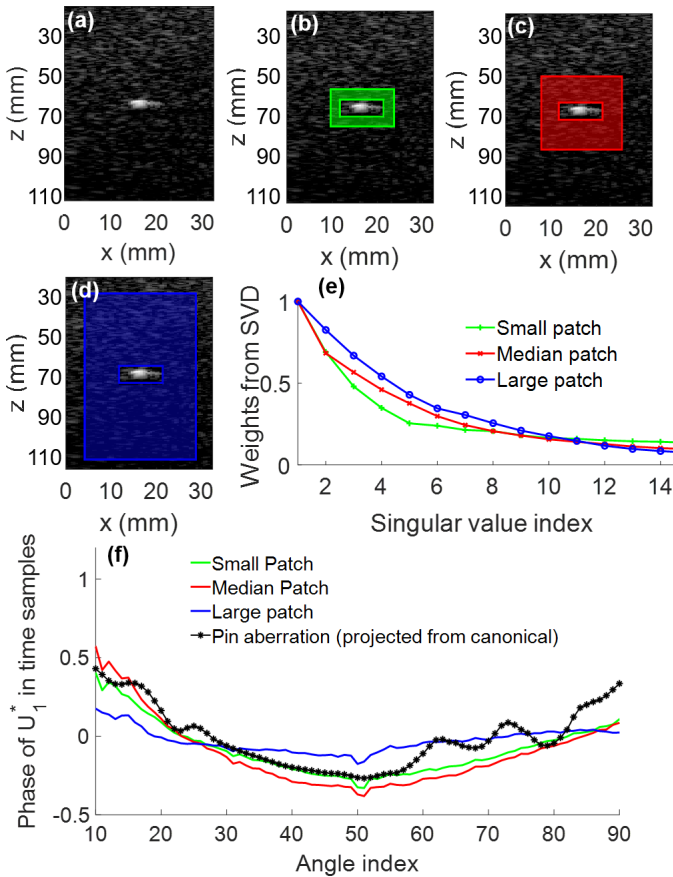 (a)
z (mm)
30
50
70
90
110
0 10 20 30
x (mm)
(b)
z (mm)
30
50
70
90
110
0 10 20 30
x (mm)
(c)
z (mm)
30
50
70
90
110
0 10 20 30
x (mm)
(d)
z (mm)
30
50
70
90
110
0 10 20 30
x (mm)
(e)
Weights from SVD
1
0.5
0
Small patch
Median patch
Large patch
2 4 6 8 10 12 14
Singular value index
(f)
Phase of U₁* in time samples
1
0.5
0
-0.5
Small Patch
Median Patch
Large patch
Pin aberration (projected from canonical)
10 20 30 40 50 60 70 80 90
Angle index